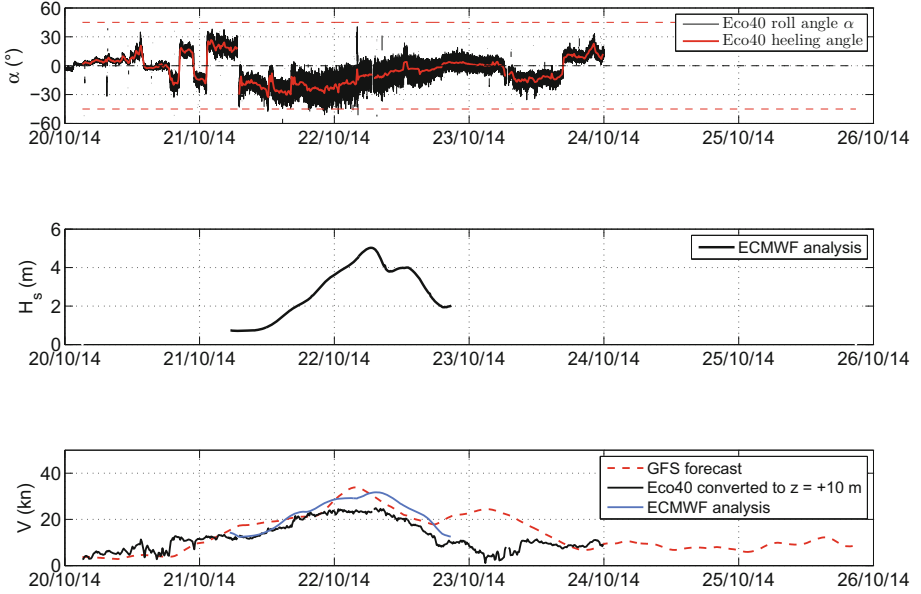 60
30
0
−30
−60
α (°)
Eco40 roll angle α
Eco40 heeling angle
20/10/14 21/10/14 22/10/14 23/10/14 24/10/14 25/10/14 26/10/14
6
4
2
0
H_s (m)
ECMWF analysis
20/10/14 21/10/14 22/10/14 23/10/14 24/10/14 25/10/14 26/10/14
40
20
0
V (kn)
GFS forecast
Eco40 converted to z = +10 m
ECMWF analysis
20/10/14 21/10/14 22/10/14 23/10/14 24/10/14 25/10/14 26/10/14